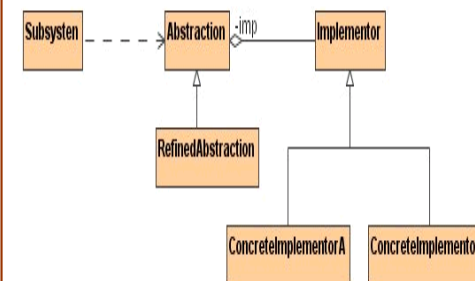 Subsysten
Abstraction
-imp
Implementor
RefinedAbstraction
ConcreteImplementorA
ConcreteImplemento